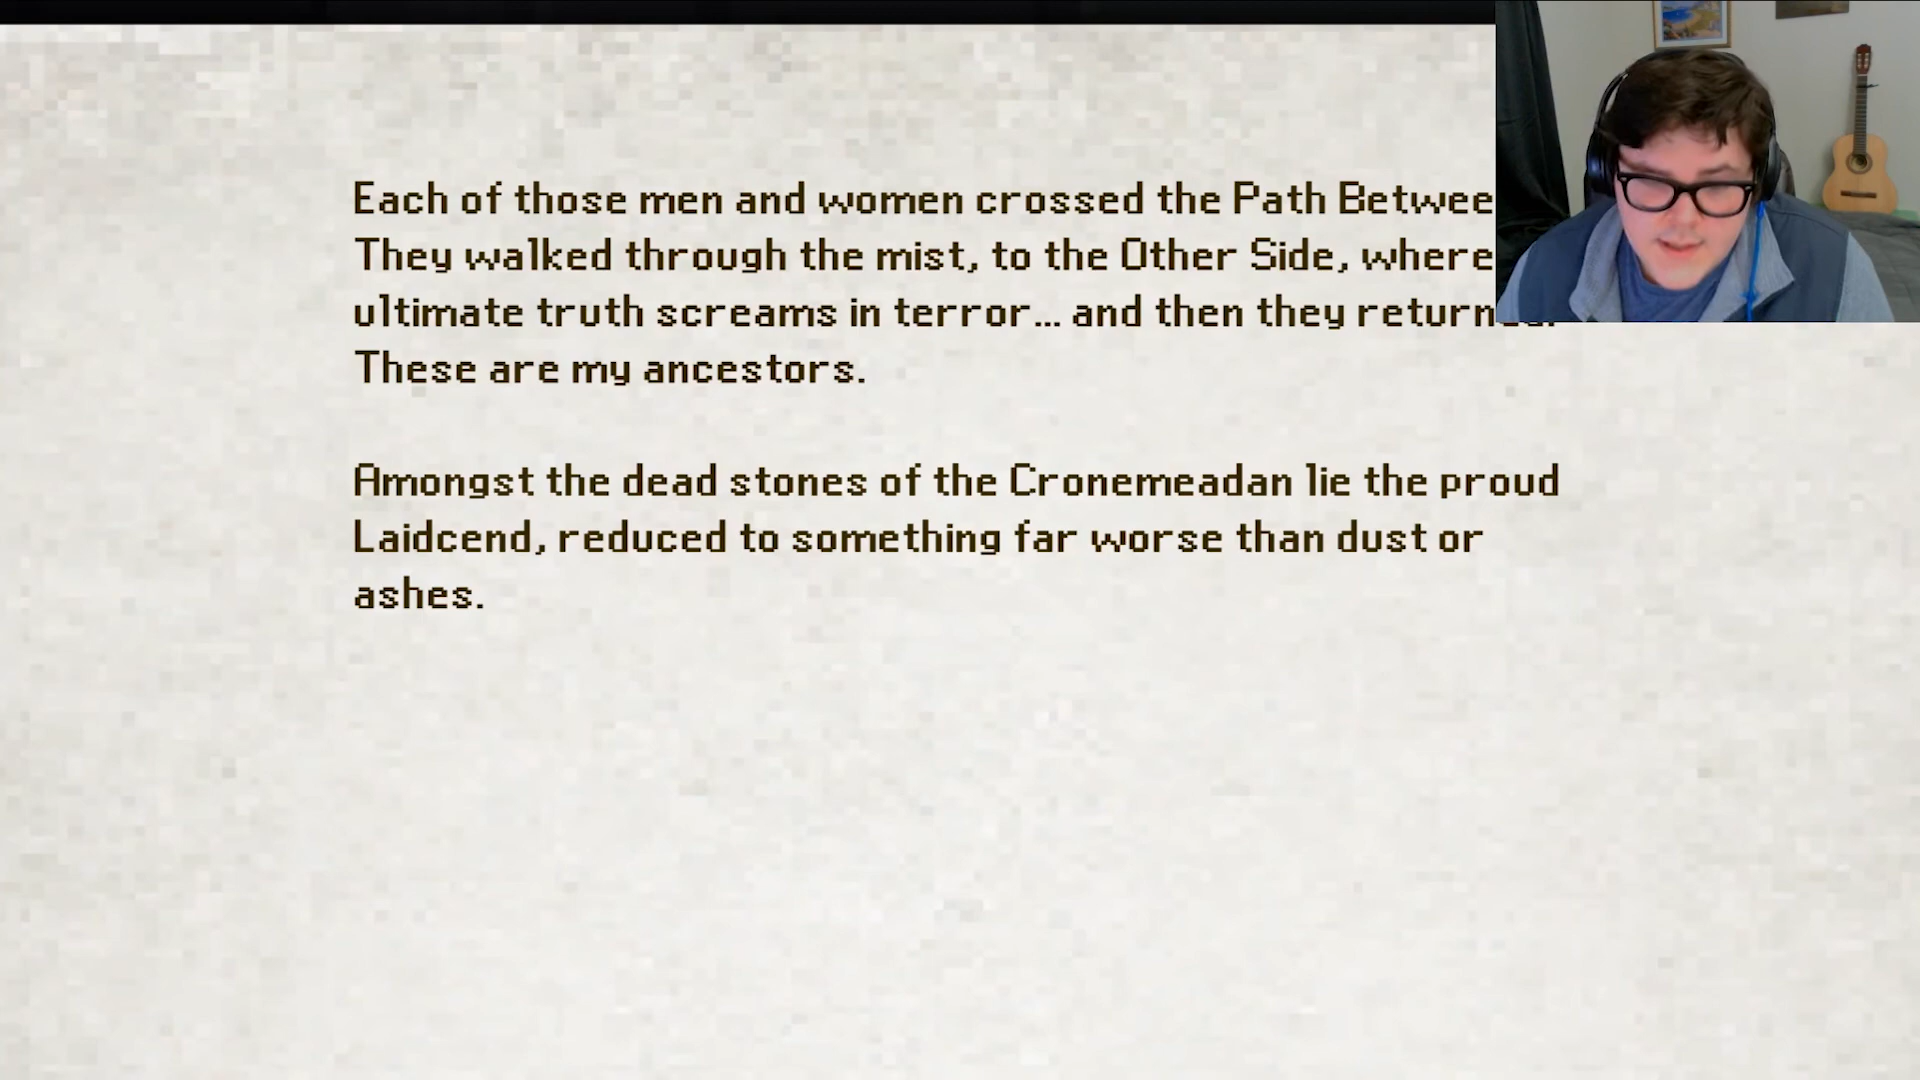 Each of those men and women crossed the Path
They walked through the mist, to the Other Side, where
ultimate truth screams in terror... and then they
These are my ancestors.
Amongst the dead stones of the Cronemeadan lie the proud
Laidcend, reduced to something far worse than dust or
ashes.